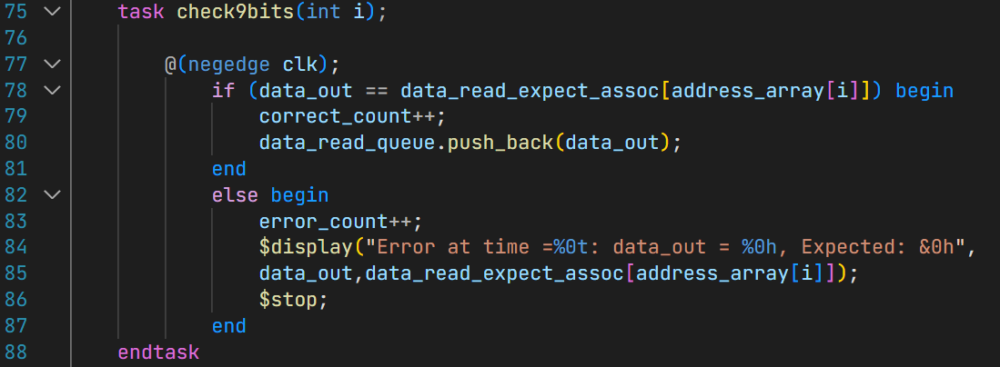 75 task check9bits(int i);
76
77 @(negedge clk);
78 if (data_out == data_read_expect_assoc[address_array[i]]) begin
79 correct_count++;
80 data_read_queue.push_back(data_out);
81 end
82 else begin
83 error_count++;
84 $display("Error at time =%0t: data_out = %0h, Expected: &0h",
85 data_out,data_read_expect_assoc[address_array[i]]);
86 $stop;
87 end
88 endtask